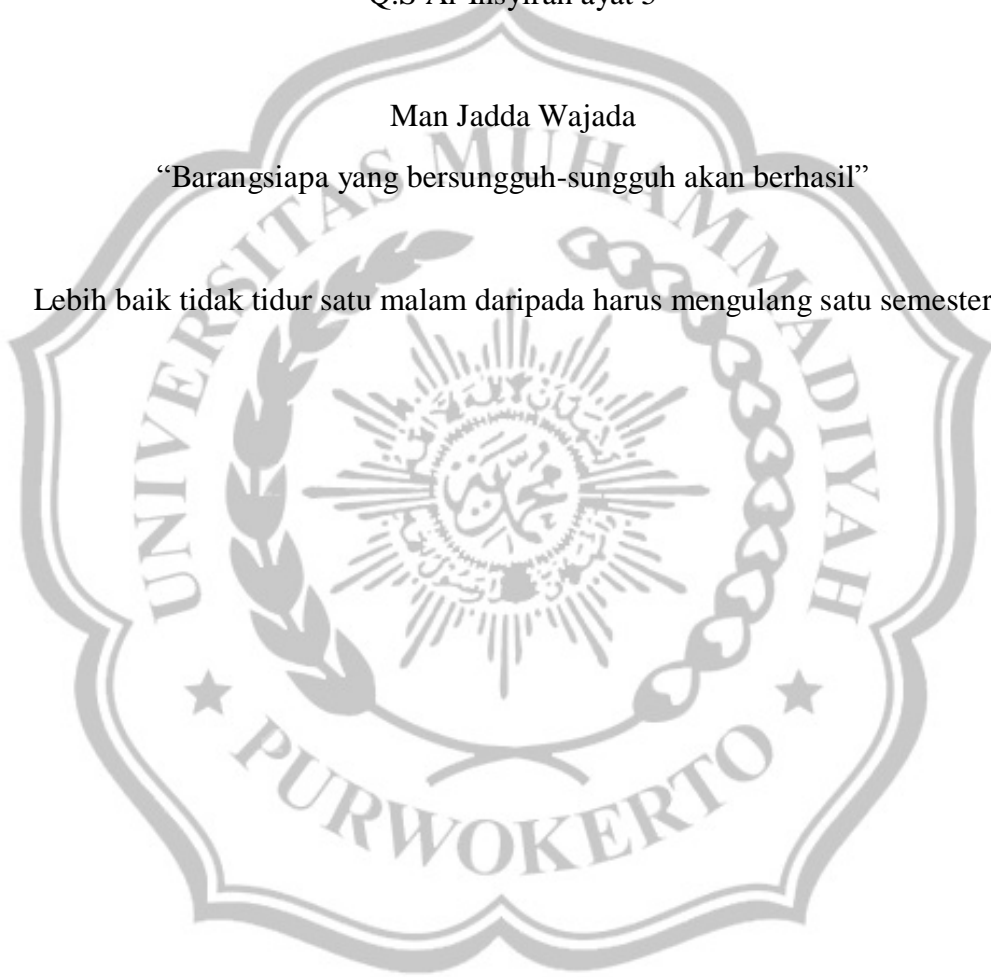 Man Jadda Wajada
“Barangsiapa yang bersungguh-sungguh akan berhasil”
Lebih baik tidak tidur satu malam daripada harus mengulang satu semester
UNIVERSITAS MUHAMMADIYAH
PURWOKERTO